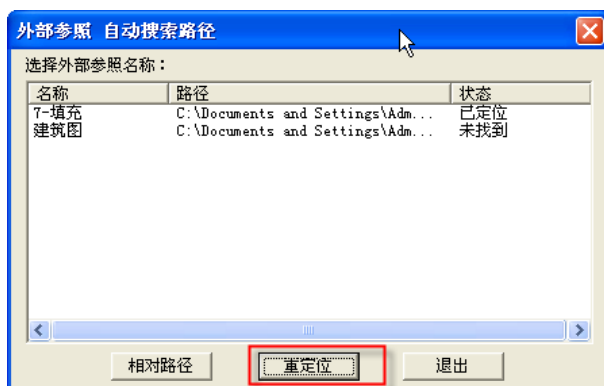 外部参照 自动搜索路径
选择外部参照名称：
名称 路径 状态
7-填充 C:\Documents and Settings\Adm... 已定位
建筑图 C:\Documents and Settings\Adm... 未找到
相对路径 重定位 退出